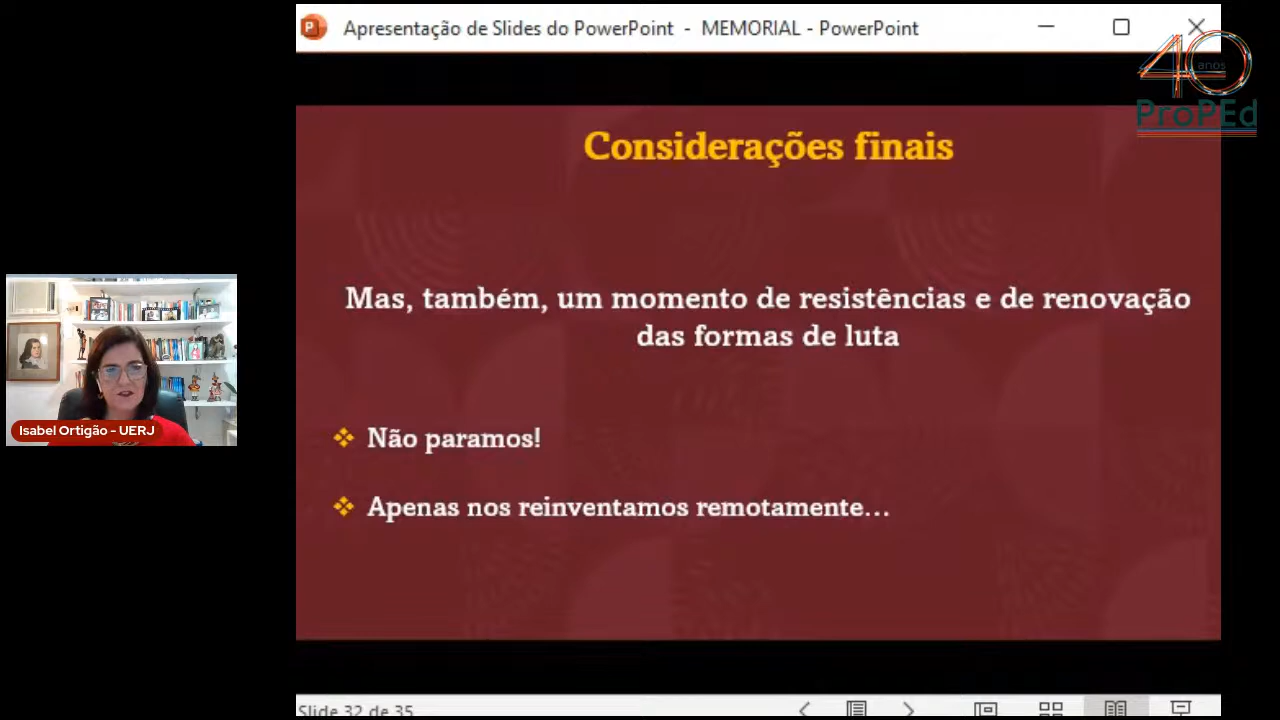 Apresentação de Slides do PowerPoint - MEMORIAL - PowerPoint
40 anos
ProPEd
Considerações finais
Mas, também, um momento de resistências e de renovação
das formas de luta
Não paramos!
Apenas nos reinventamos remotamente...
Isabel Ortigão - UERJ
Slide 32 de 35